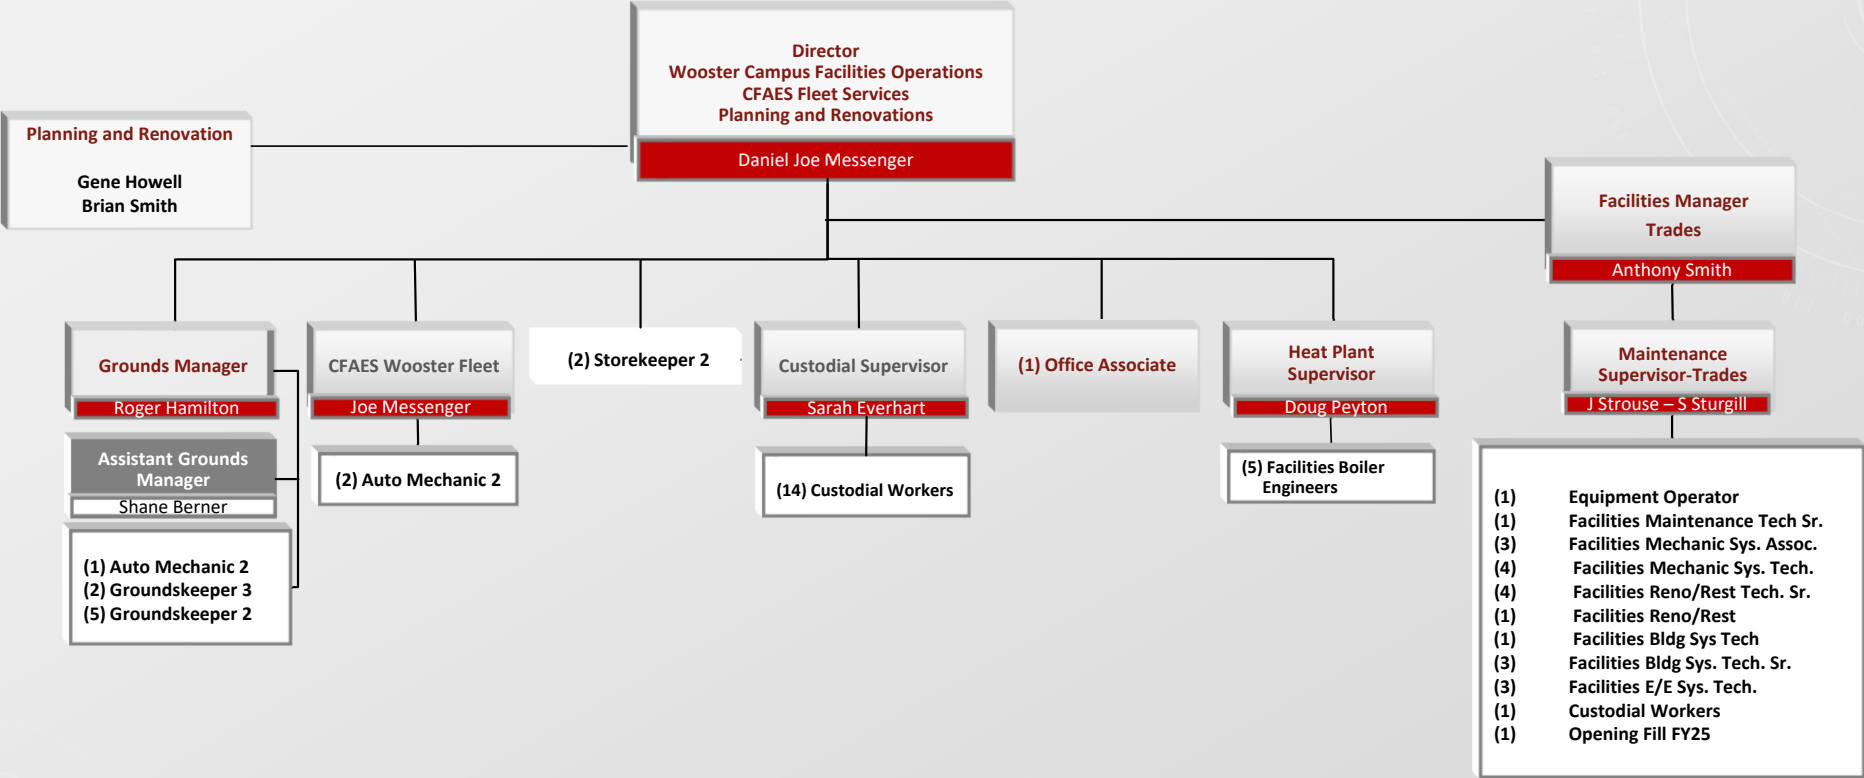 Director
Wooster Campus Facilities Operations
CFAES Fleet Services
Planning and Renovations
Daniel Joe Messenger
Planning and Renovation
Gene Howell
Brian Smith
Facilities Manager
Trades
Anthony Smith
Grounds Manager
Roger Hamilton
Assistant Grounds
Manager
Shane Berner
(1) Auto Mechanic 2
(2) Groundskeeper 3
(5) Groundskeeper 2
CFAES Wooster Fleet
Joe Messenger
(2) Auto Mechanic 2
(2) Storekeeper 2
Custodial Supervisor
Sarah Everhart
(14) Custodial Workers
(1) Office Associate
Heat Plant
Supervisor
Doug Peyton
(5) Facilities Boiler
Engineers
Maintenance
Supervisor-Trades
J Strouse – S Sturgill
(1) Equipment Operator
(1) Facilities Maintenance Tech Sr.
(3) Facilities Mechanic Sys. Assoc.
(4) Facilities Mechanic Sys. Tech.
(4) Facilities Reno/Rest Tech. Sr.
(1) Facilities Reno/Rest
(1) Facilities Bldg Sys Tech
(3) Facilities Bldg Sys. Tech. Sr.
(3) Facilities E/E Sys. Tech.
(1) Custodial Workers
(1) Opening Fill FY25